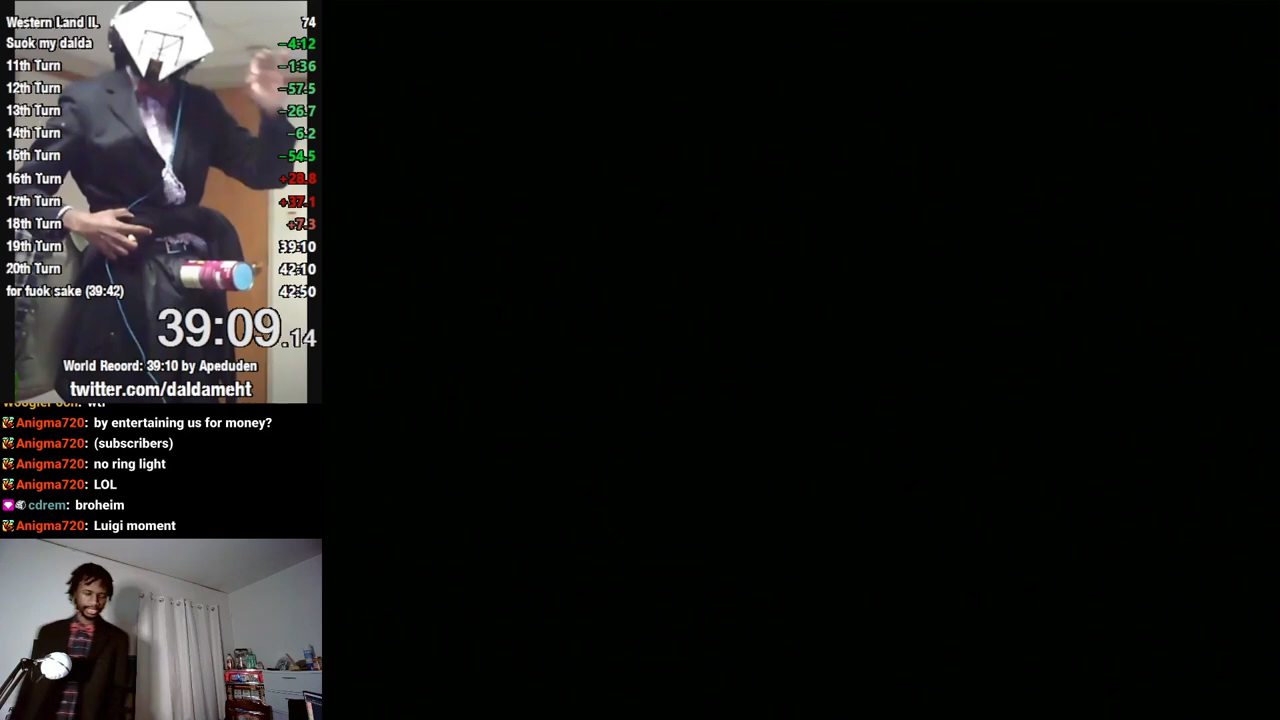 Western Land II. 74
Suok my dalda -4:12
11th Turn -1:36
12th Turn -57.5
13th Turn -26.7
14th Turn -6.2
15th Turn -54.5
16th Turn +28.8
17th Turn +37.1
18th Turn +7.3
19th Turn 39:10
20th Turn 42:10
for fuok sake (39:42) 42:50
39:09.14
World Reoord: 39:10 by Apeduden
twitter.com/daldameht
Anigma720: by entertaining us for money?
Anigma720: (subscribers)
Anigma720: no ring light
Anigma720: LOL
cdrem: broheim
Anigma720: Luigi moment